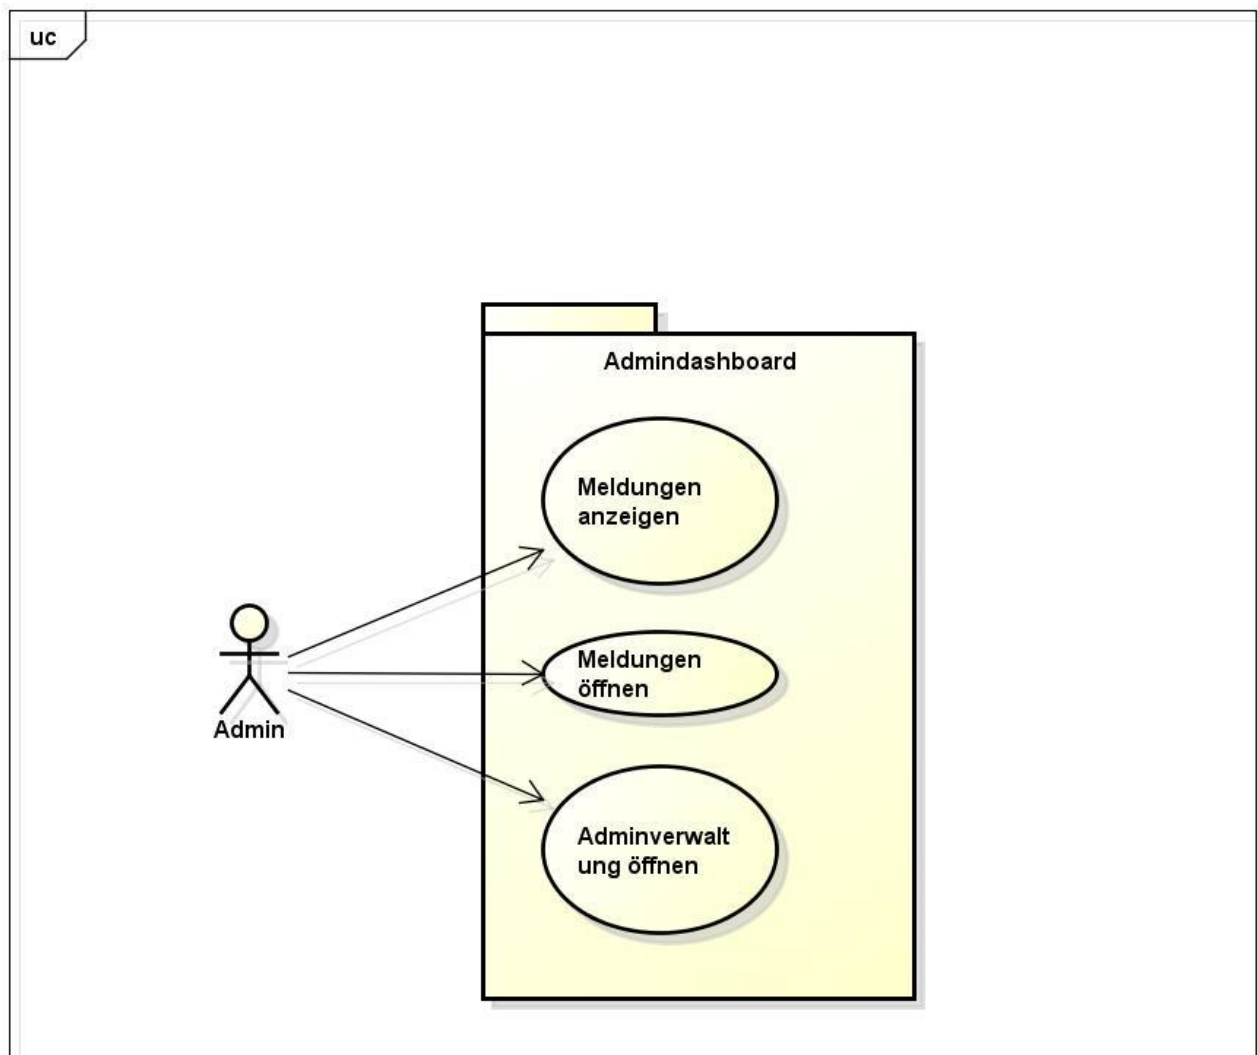 uc
Admindashboard
Meldungen
anzeigen
Meldungen
öffnen
Admin
Adminverwalt
ung öffnen